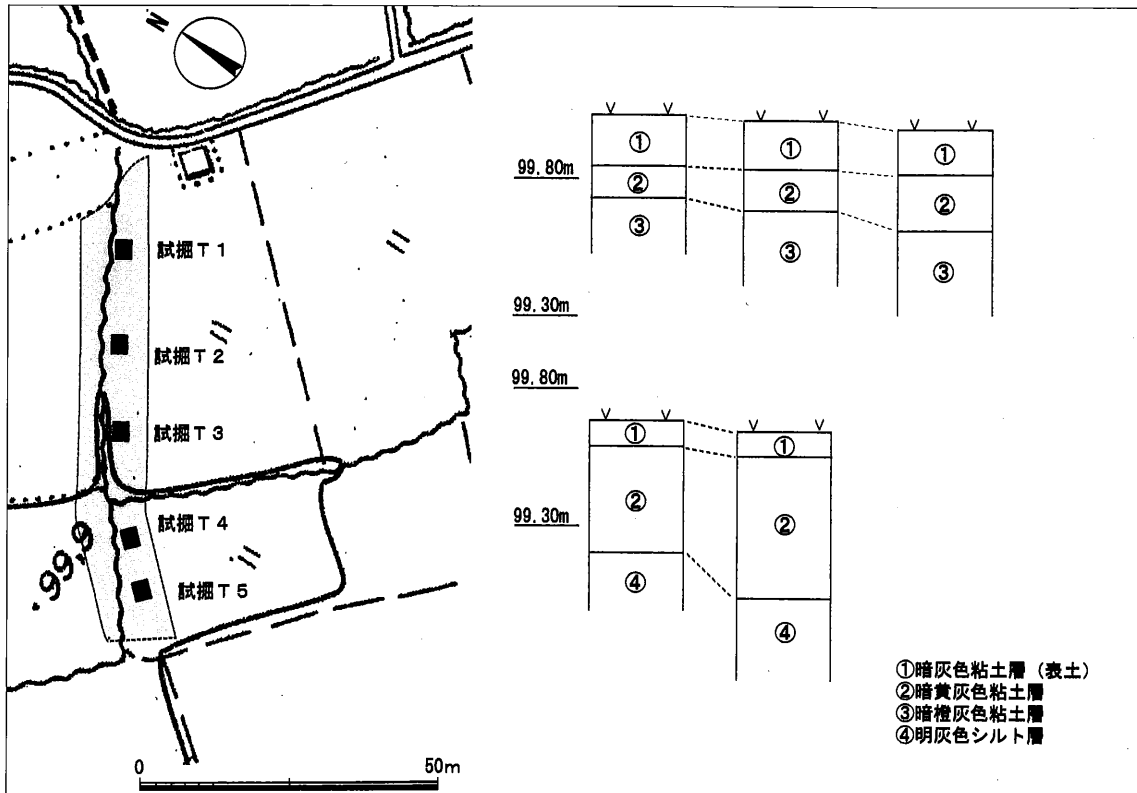 N
試掘T1
試掘T2
試掘T3
試掘T4
試掘T5
.99,9
0 50m
① ① ①
99.80m
② ② ②
③ ③ ③
99.30m
99.80m
① ①
② ②
99.30m
④ ④
①暗灰色粘土層(表土)
②暗黄灰色粘土層
③暗橙灰色粘土層
④明灰色シルト層